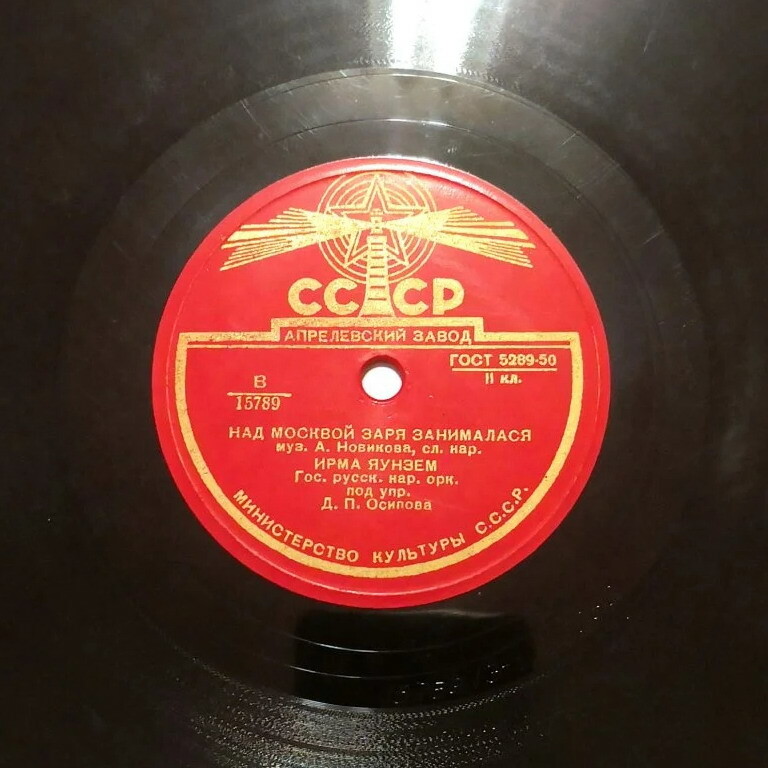 СССР
АПРЕЛЕВСКИЙ ЗАВОД
ГОСТ 5289-50
II кл.
В
15789
НАД МОСКВОЙ ЗАРЯ ЗАНИМАЛАСЯ
муз. А. Новикова, сл. нар.
ИРМА ЯУНЗЕМ
Гос. русск. нар. орк.
под упр.
Д. П. Осипова
МИНИСТЕРСТВО КУЛЬТУРЫ С.С.С.Р.